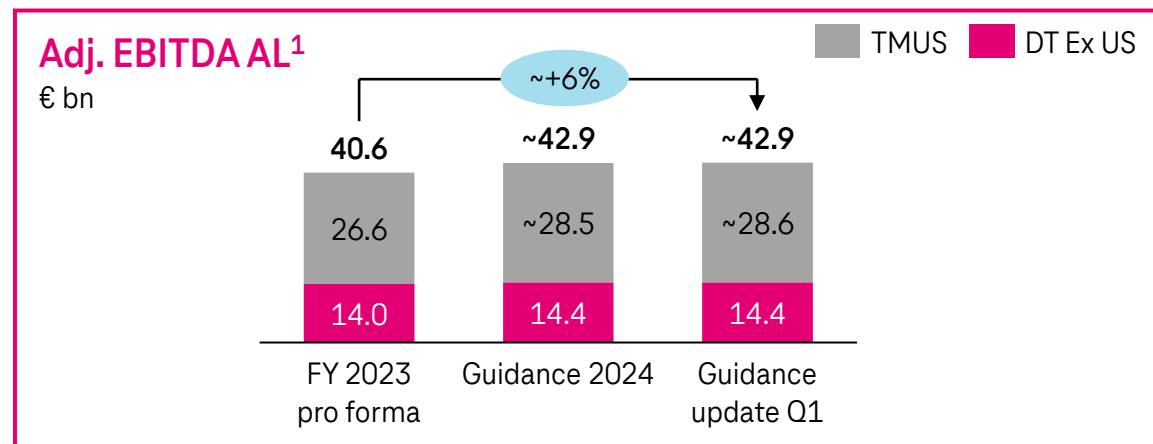 Adj. EBITDA AL1
€ bn
TMUS
DT Ex US
~+6%
40.6
~42.9
~42.9
26.6
~28.5
~28.6
14.0
14.4
14.4
FY 2023
pro forma
Guidance 2024
Guidance
update Q1